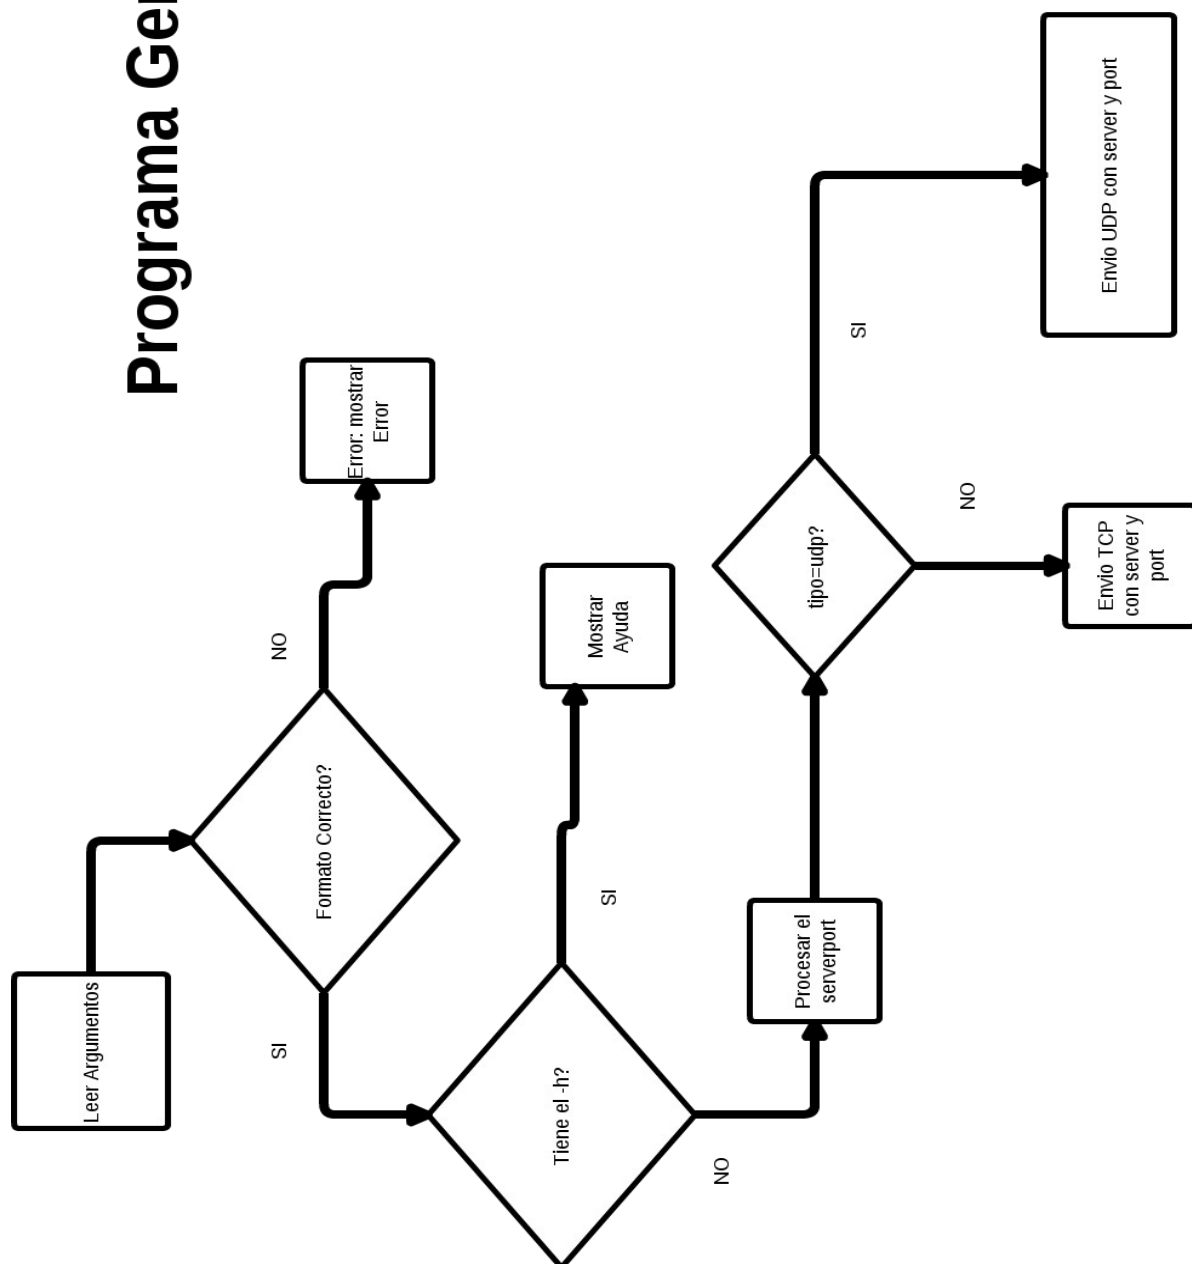 Programa Ge
Leer Argumentos
Formato Correcto?
NO
Error: mostrar
Error
SI
Tiene el -h?
SI
Mostrar
Ayuda
NO
Procesar el
serverport
tipo=udp?
SI
Envio UDP con server y port
NO
Envio TCP
con server y
port